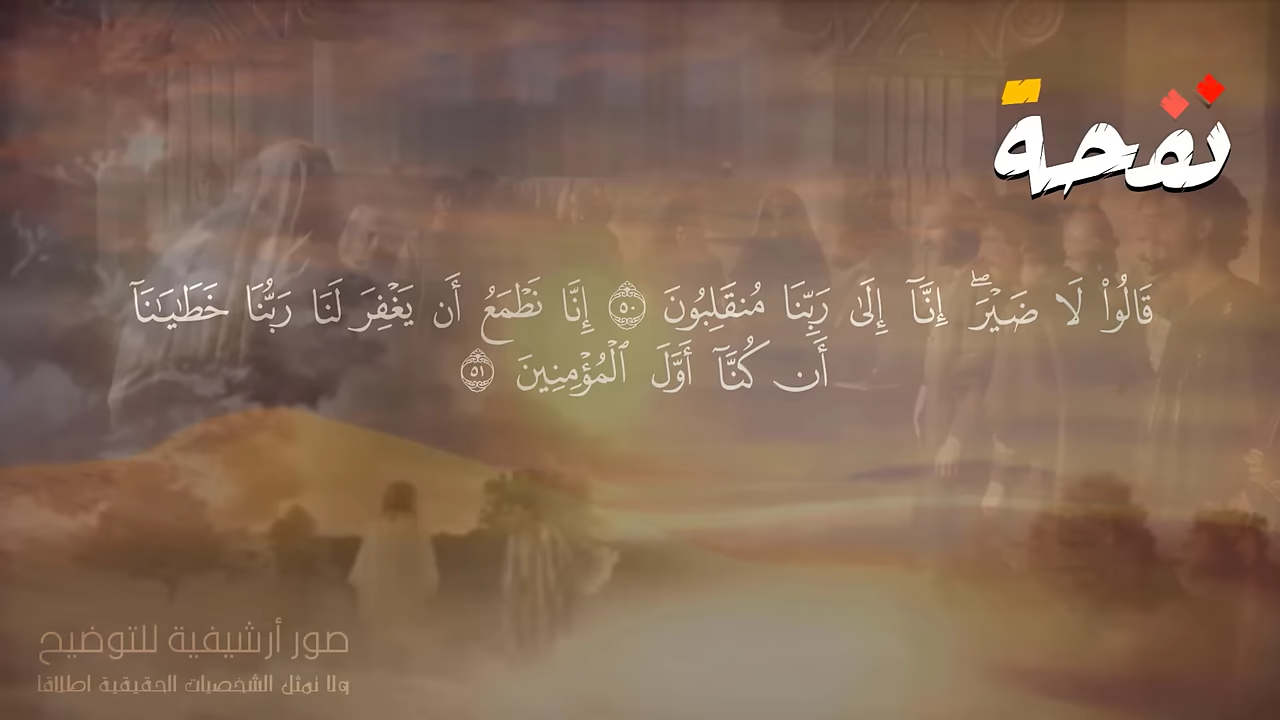 نفحة
قَالُوا۟ لَا ضَيْرَ ۖ إِنَّآ إِلَىٰ رَبِّنَا مُنقَلِبُونَ ٥٠ إِنَّا نَطْمَعُ أَن يَغْفِرَ لَنَا رَبُّنَا خَطَٰيَٰنَآ
أَن كُنَّآ أَوَّلَ ٱلْمُؤْمِنِينَ ٥١
صور أرشيفية للتوضيح
ولا تمثل الشخصيات الحقيقية اطلاقا